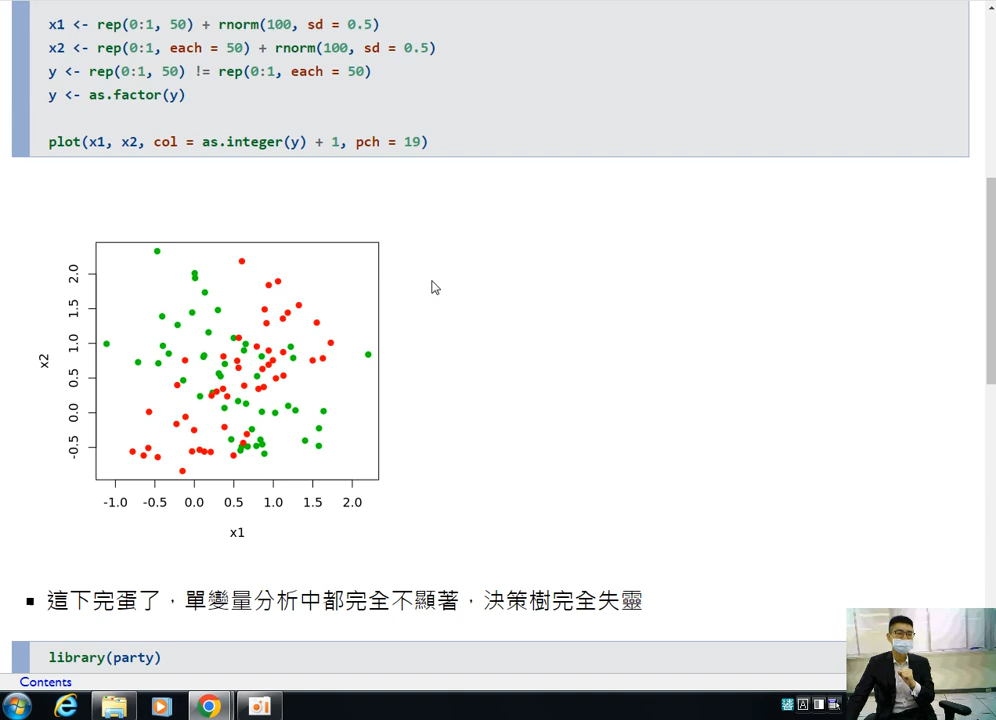 x1 <- rep(0:1, 50) + rnorm(100, sd = 0.5)
x2 <- rep(0:1, each = 50) + rnorm(100, sd = 0.5)
y <- rep(0:1, 50) != rep(0:1, each = 50)
y <- as.factor(y)
plot(x1, x2, col = as.integer(y) + 1, pch = 19)
2.0
1.5
1.0
0.5
0.0
-0.5
x2
-1.0 -0.5 0.0 0.5 1.0 1.5 2.0
x1
▪ 這下完蛋了，單變量分析中都完全不顯著，決策樹完全失靈
library(party)
Contents